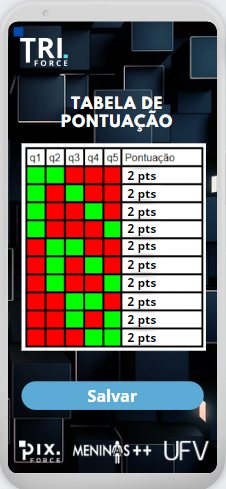 TRI.
FORCE
TABELA DE
PONTUAÇÃO
q1 q2 q3 q4 q5 Pontuação
2 pts
2 pts
2 pts
2 pts
2 pts
2 pts
2 pts
2 pts
2 pts
2 pts
Salvar
PIX. MENINAS++ UFV
FORCE